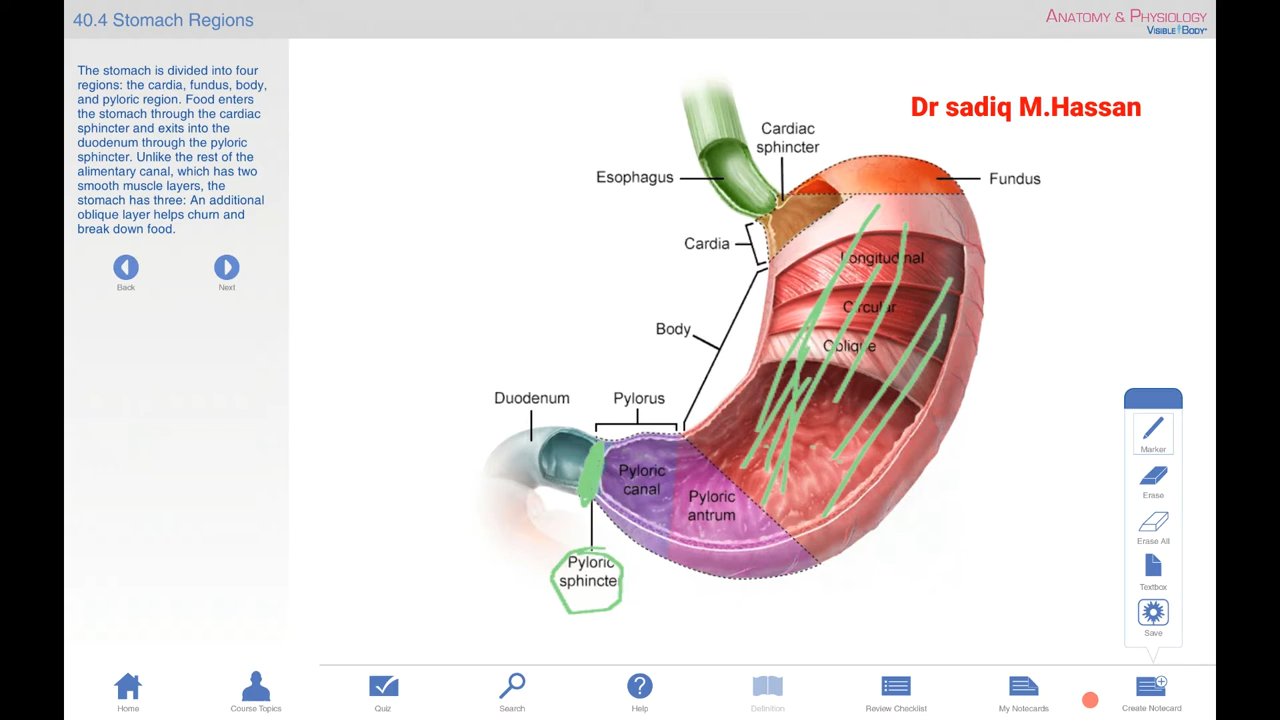 40.4 Stomach Regions
ANATOMY & PHYSIOLOGY
VISIBLE BODY®
The stomach is divided into four
regions: the cardia, fundus, body,
and pyloric region. Food enters
the stomach through the cardiac
sphincter and exits into the
duodenum through the pyloric
sphincter. Unlike the rest of the
alimentary canal, which has two
smooth muscle layers, the
stomach has three: An additional
oblique layer helps churn and
break down food.
Back
Next
Dr sadiq M.Hassan
Cardiac
sphincter
Esophagus
Fundus
Cardia
Longitudinal
Circular
Body
Oblique
Duodenum
Pylorus
Pyloric
canal
Pyloric
antrum
Pyloric
sphincter
Marker
Erase
Erase All
Textbox
Save
Home
Course Topics
Quiz
Search
Help
Definition
Review Checklist
My Notecards
Create Notecard